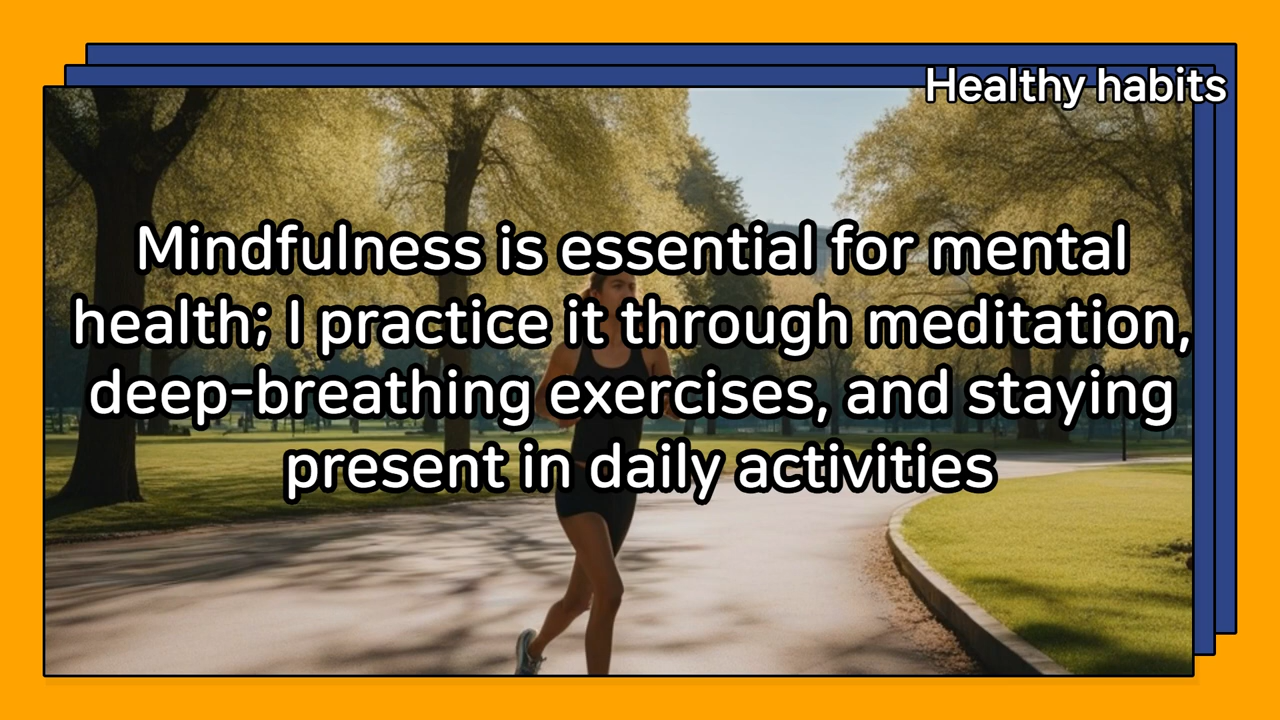 Healthy habits
Mindfulness is essential for mental
health; I practice it through meditation,
deep-breathing exercises, and staying
present in daily activities